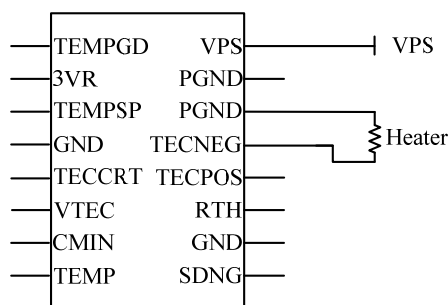 TEMPGD VPS VPS
3VR PGND
TEMPSP PGND
GND TECNEG Heater
TECCRT TECPOS
VTEC RTH
CMIN GND
TEMP SDNG